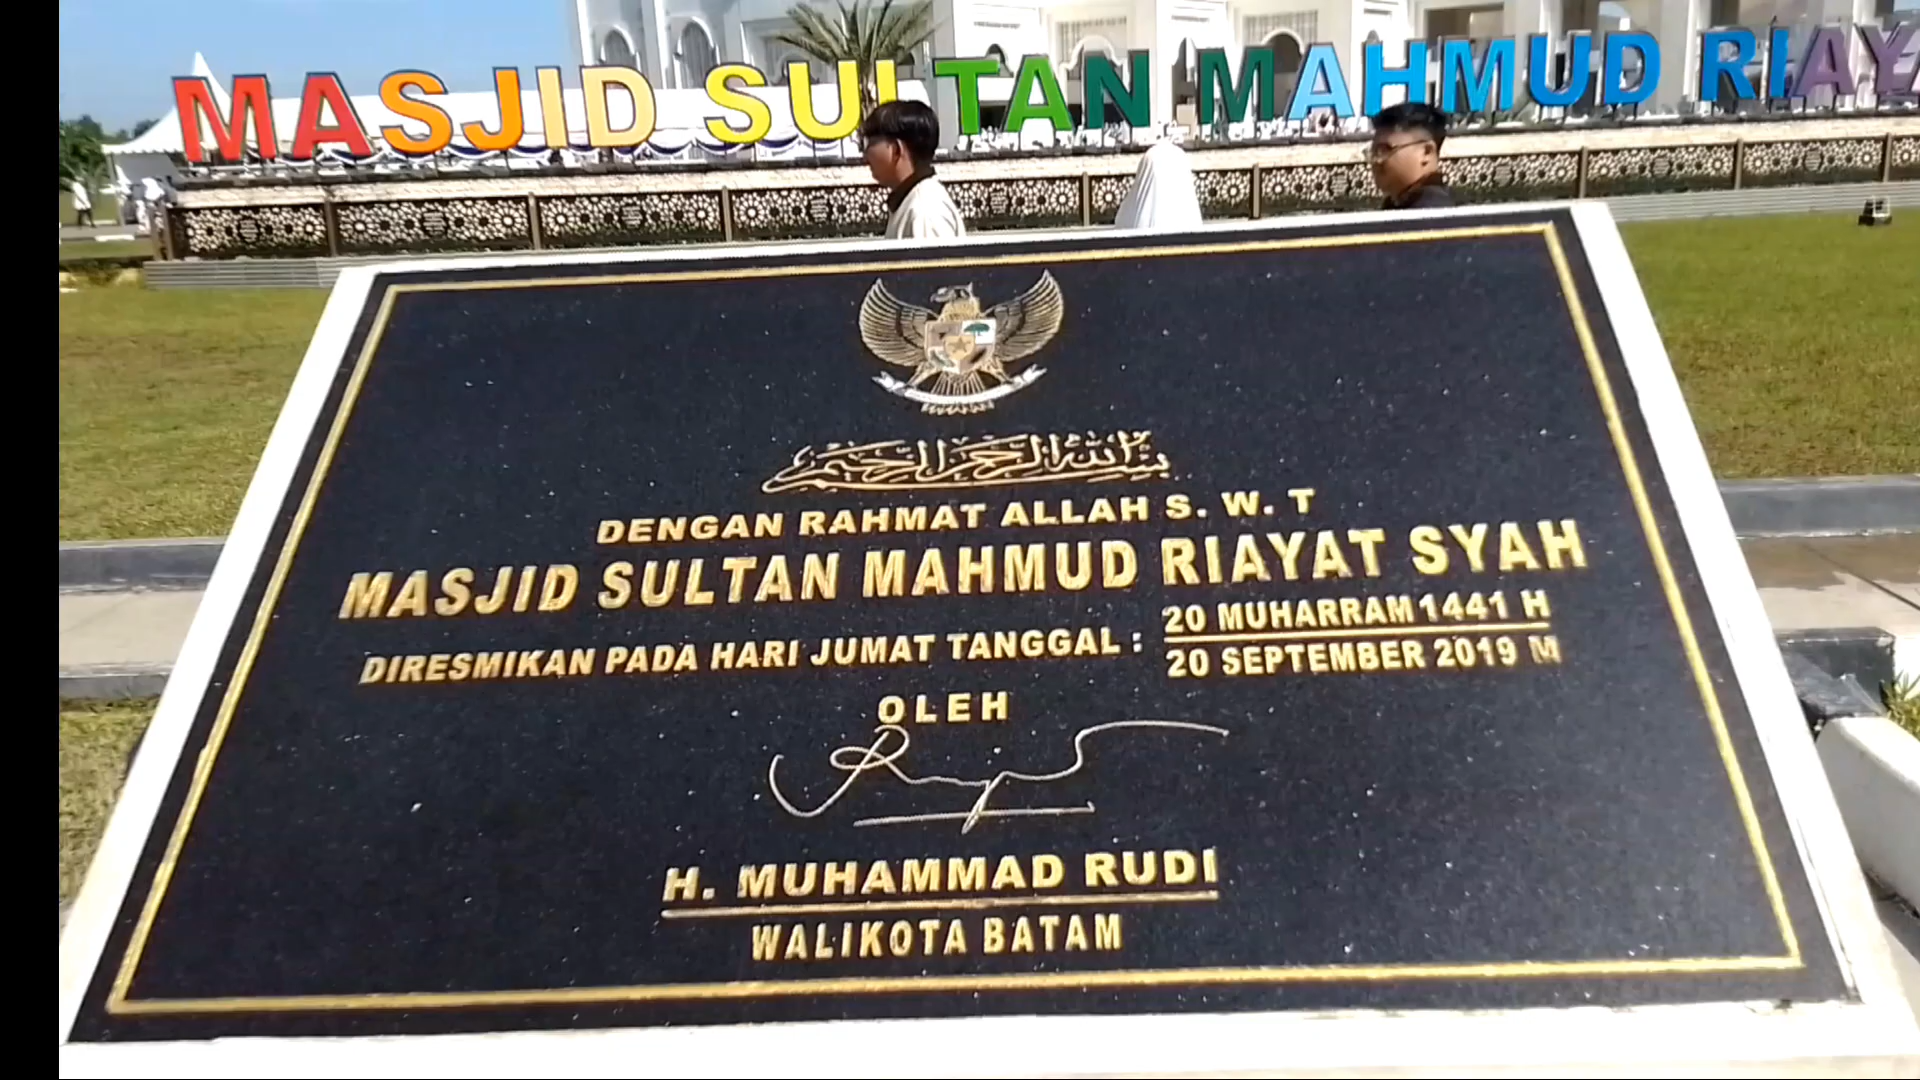 MASJID SULTAN MAHMUD RIAYA
بسم الله الرحمن الرحيم
DENGAN RAHMAT ALLAH S. W. T
MASJID SULTAN MAHMUD RIAYAT SYAH
DIRESMIKAN PADA HARI JUMAT TANGGAL :
20 MUHARRAM 1441 H
20 SEPTEMBER 2019 M
OLEH
H. MUHAMMAD RUDI
WALIKOTA BATAM